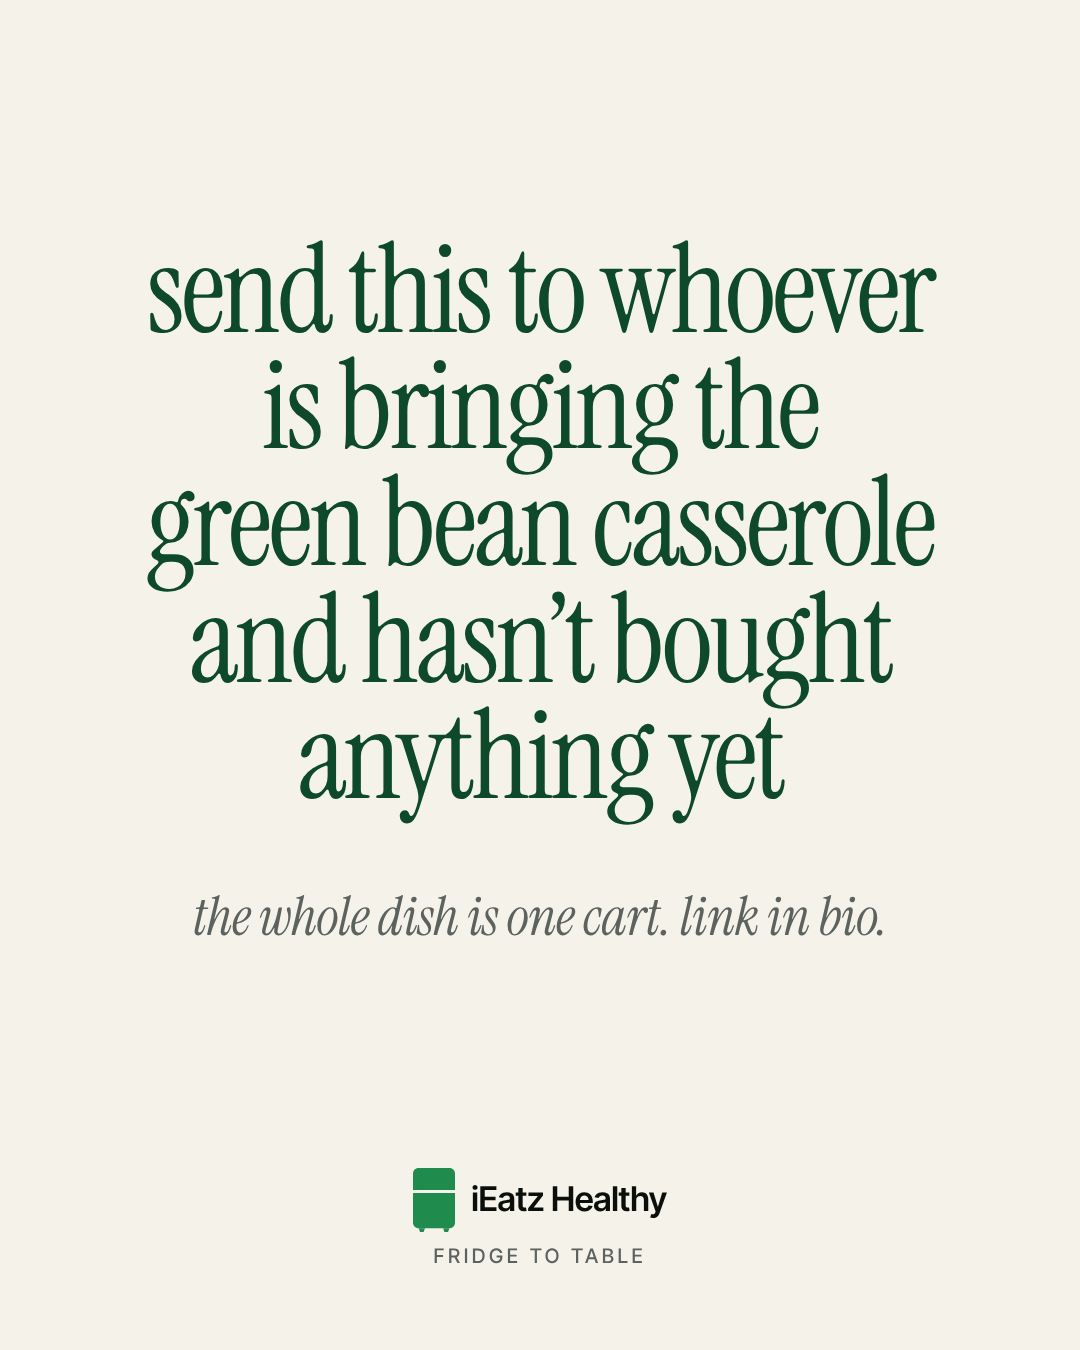 send this to whoever
is bringing the
green bean casserole
and hasn’t bought
anything yet
the whole dish is one cart. link in bio.
iEatz Healthy
FRIDGE TO TABLE